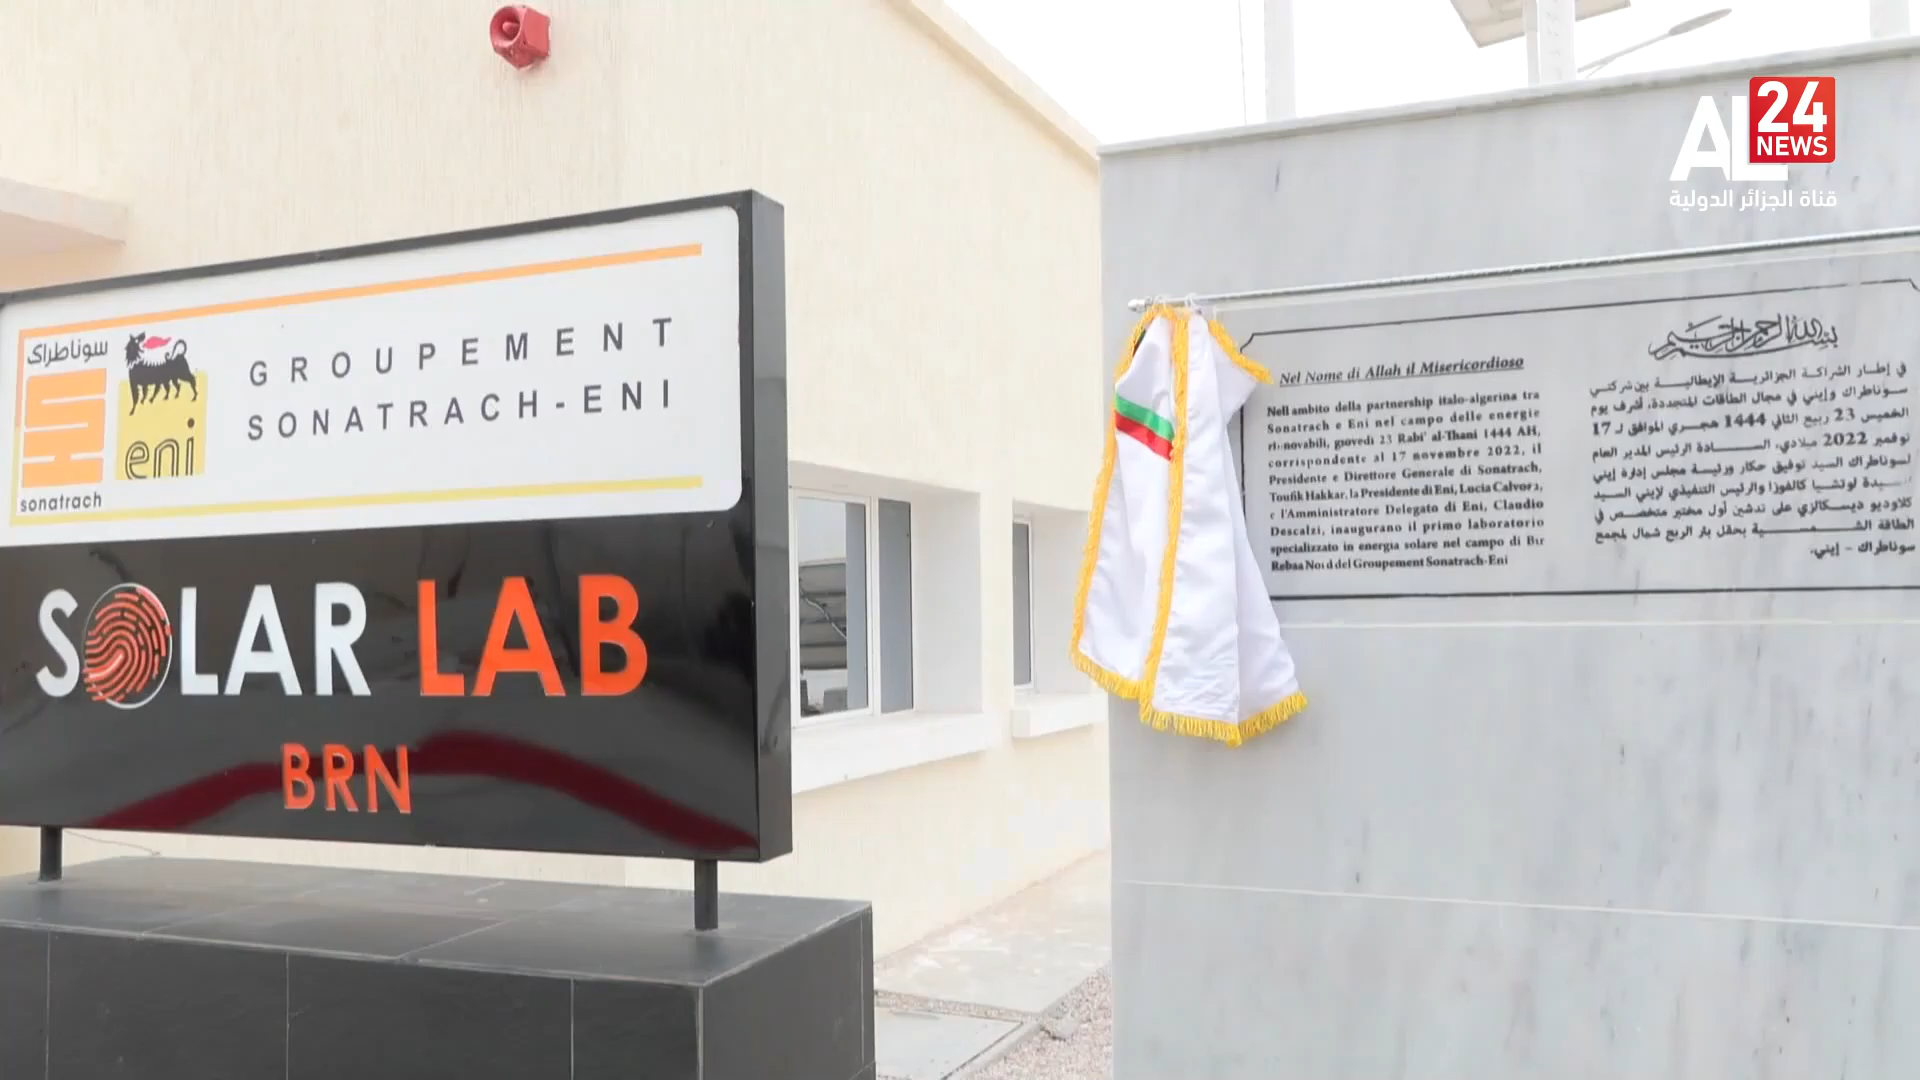 AL 24 NEWS
قناة الجزائر الدولية
سوناطراك
sonatrach
eni
GROUPEMENT
SONATRACH-ENI
SOLAR LAB
BRN
Nel Nome di Allah il Misericordioso
Nell ambito della partnership italo-algerina tra
Sonatrach e Eni nel campo delle energie
rinnovabili, giovedì 23 Rabi' al-Thani 1444 AH,
corrispondente al 17 novembre 2022, il
Presidente e Direttore Generale di Sonatrach,
Toufik Hakkar, la Presidente di Eni, Lucia Calvosa,
e l'Amministratore Delegato di Eni, Claudio
Descalzi, inaugurano il primo laboratorio
specializzato in energia solare nel campo di Bir
Rebaa Nord del Groupement Sonatrach-Eni
بسم الله الرحمن الرحيم
في إطار الشراكة الجزائرية الإيطالية بين شركتي
سوناطراك وإيني في مجال الطاقات المتجددة، أشرف يوم
الخميس 23 ربيع الثاني 1444 هجري الموافق لـ 17
نوفمبر 2022 ميلادي، السادة الرئيس المدير العام
لسوناطراك السيد توفيق حكار ورئيسة مجلس إدارة إيني
السيدة لوتشيا كالفوزا والرئيس التنفيذي لإيني السيد
كلاوديو ديسكالزي على تدشين أول مختبر متخصص في
الطاقة الشمسية بحقل بئر الربع شمال لمجمع
سوناطراك - إيني.